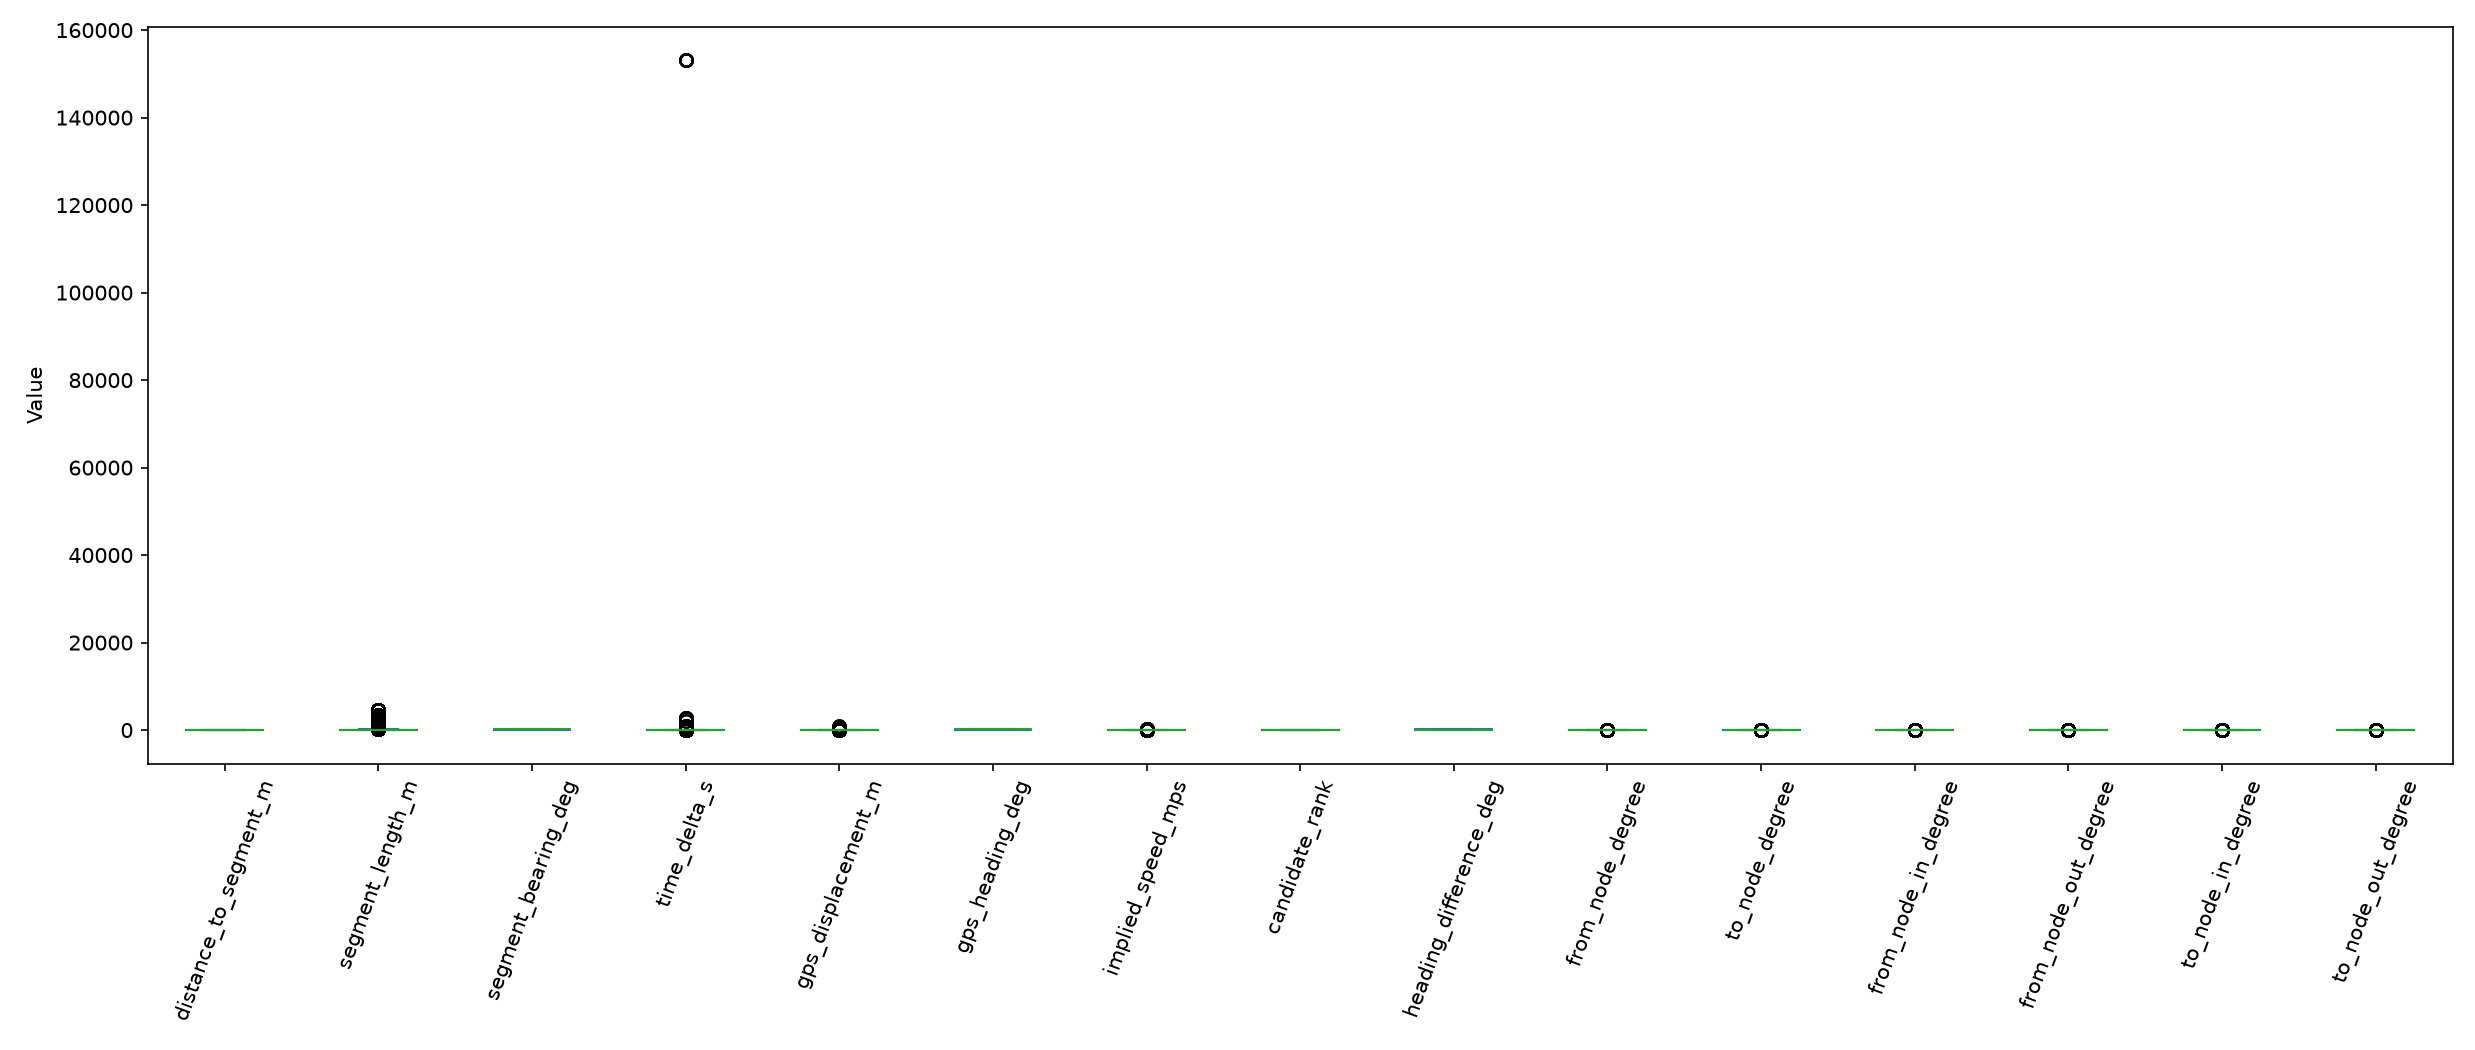 160000
140000
120000
100000
80000
60000
40000
20000
0
Value
distance_to_segment_m
segment_length_m
segment_bearing_deg
time_delta_s
gps_displacement_m
gps_heading_deg
implied_speed_mps
candidate_rank
heading_difference_deg
from_node_degree
to_node_degree
from_node_in_degree
from_node_out_degree
to_node_in_degree
to_node_out_degree